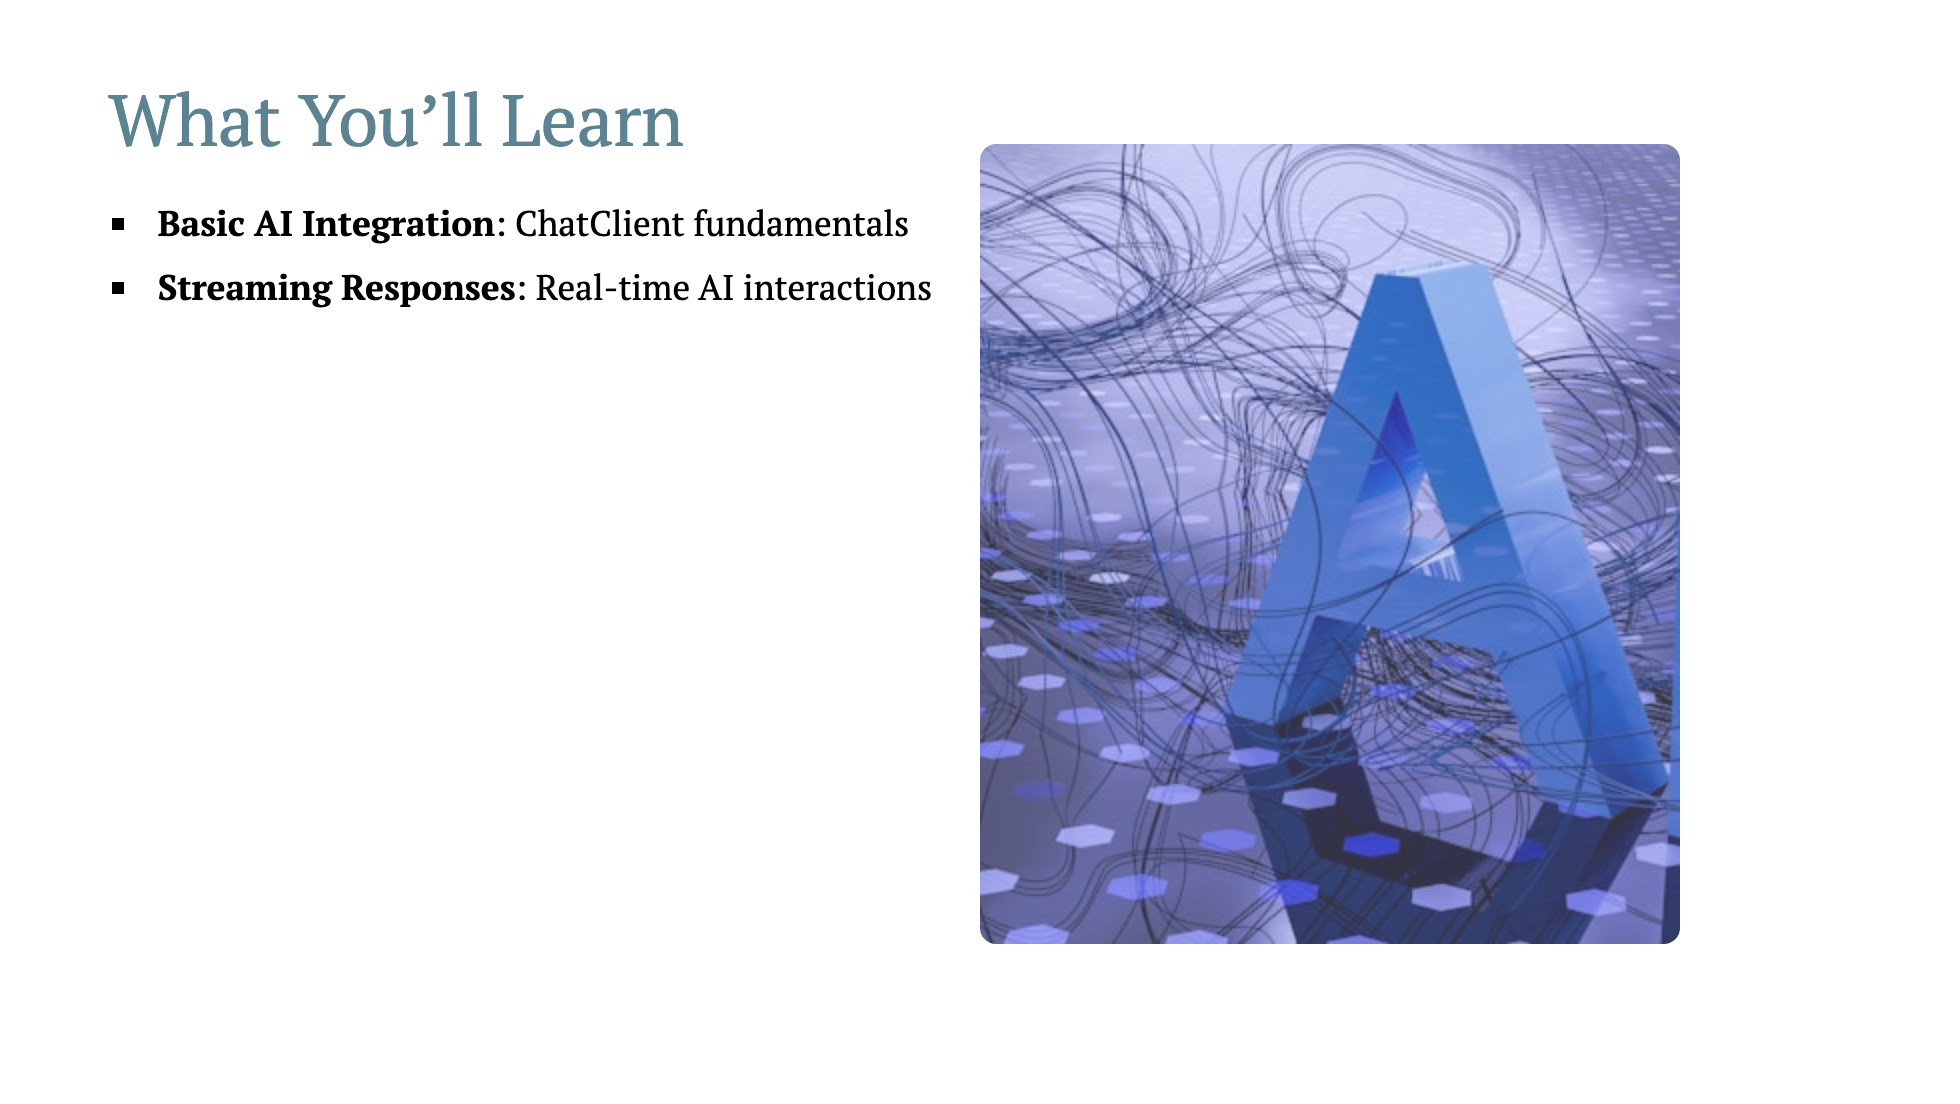 What You’ll Learn
Basic AI Integration: ChatClient fundamentals
Streaming Responses: Real-time AI interactions
A